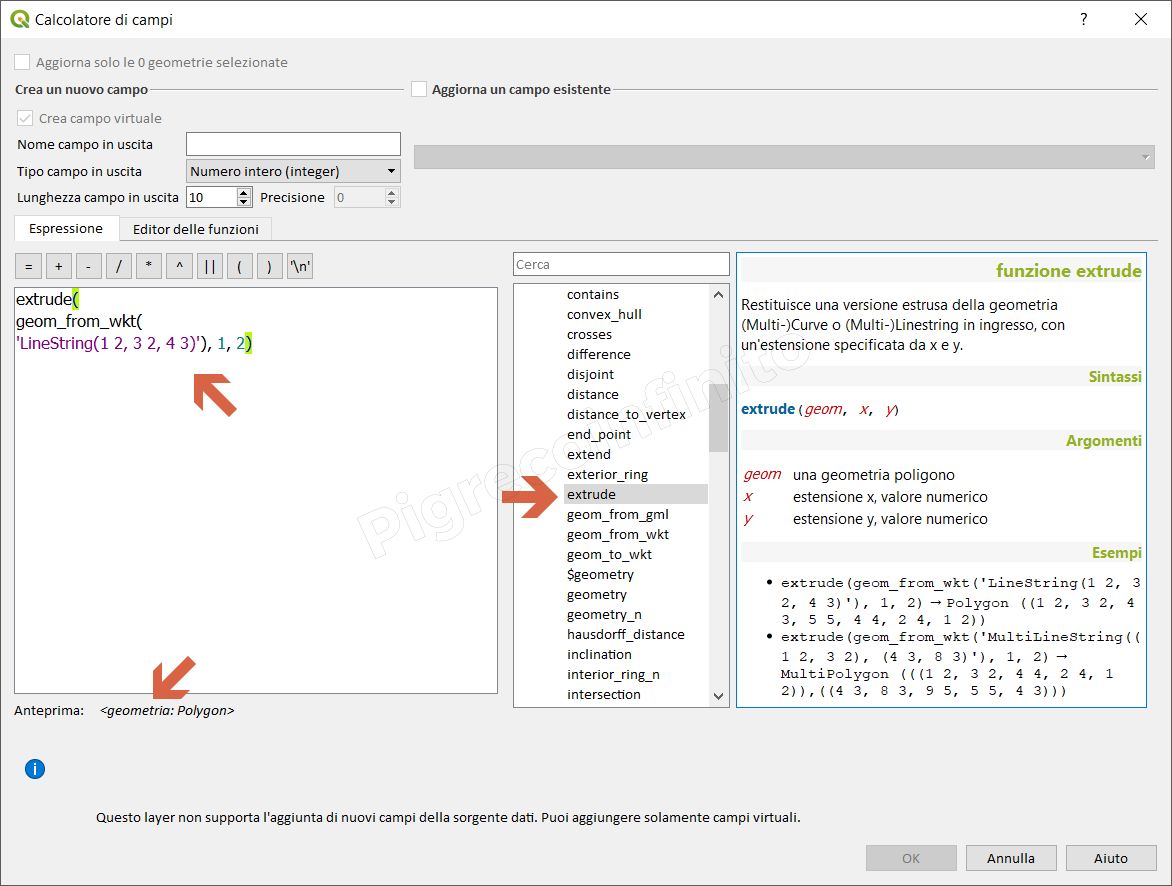 Calcolatore di campi
?
Aggiorna solo le 0 geometrie selezionate
Crea un nuovo campo
Aggiorna un campo esistente
Crea campo virtuale
Nome campo in uscita
Tipo campo in uscita
Numero intero (integer)
Lunghezza campo in uscita
10
Precisione
0
Espressione
Editor delle funzioni
= + - / * ^ || ( ) '\n'
extrude(
geom_from_wkt(
'LineString(1 2, 3 2, 4 3)'), 1, 2)
Anteprima: <geometria: Polygon>
Cerca
contains
convex_hull
crosses
difference
disjoint
distance
distance_to_vertex
end_point
extend
exterior_ring
extrude
geom_from_gml
geom_from_wkt
geom_to_wkt
$geometry
geometry
geometry_n
hausdorff_distance
inclination
interior_ring_n
intersection
funzione extrude
Restituisce una versione estrusa della geometria
(Multi-)Curve o (Multi-)Linestring in ingresso, con
un'estensione specificata da x e y.
Sintassi
extrude(geom, x, y)
Argomenti
geom una geometria poligono
x estensione x, valore numerico
y estensione y, valore numerico
Esempi
• extrude(geom_from_wkt('LineString(1 2, 3
2, 4 3)'), 1, 2) → Polygon ((1 2, 3 2, 4
3, 5 5, 4 4, 2 4, 1 2))
• extrude(geom_from_wkt('MultiLineString((
1 2, 3 2), (4 3, 8 3)'), 1, 2) →
MultiPolygon (((1 2, 3 2, 4 4, 2 4, 1
2)),((4 3, 8 3, 9 5, 5 5, 4 3)))
Pigrecoinfinito
i
Questo layer non supporta l'aggiunta di nuovi campi della sorgente dati. Puoi aggiungere solamente campi virtuali.
OK
Annulla
Aiuto